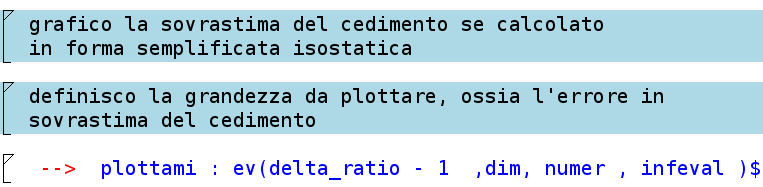 grafico la sovrastima del cedimento se calcolato
in forma semplificata isostatica
definisco la grandezza da plottare, ossia l'errore in
sovrastima del cedimento
--> plottami : ev(delta_ratio - 1  ,dim, numer , infeval )$